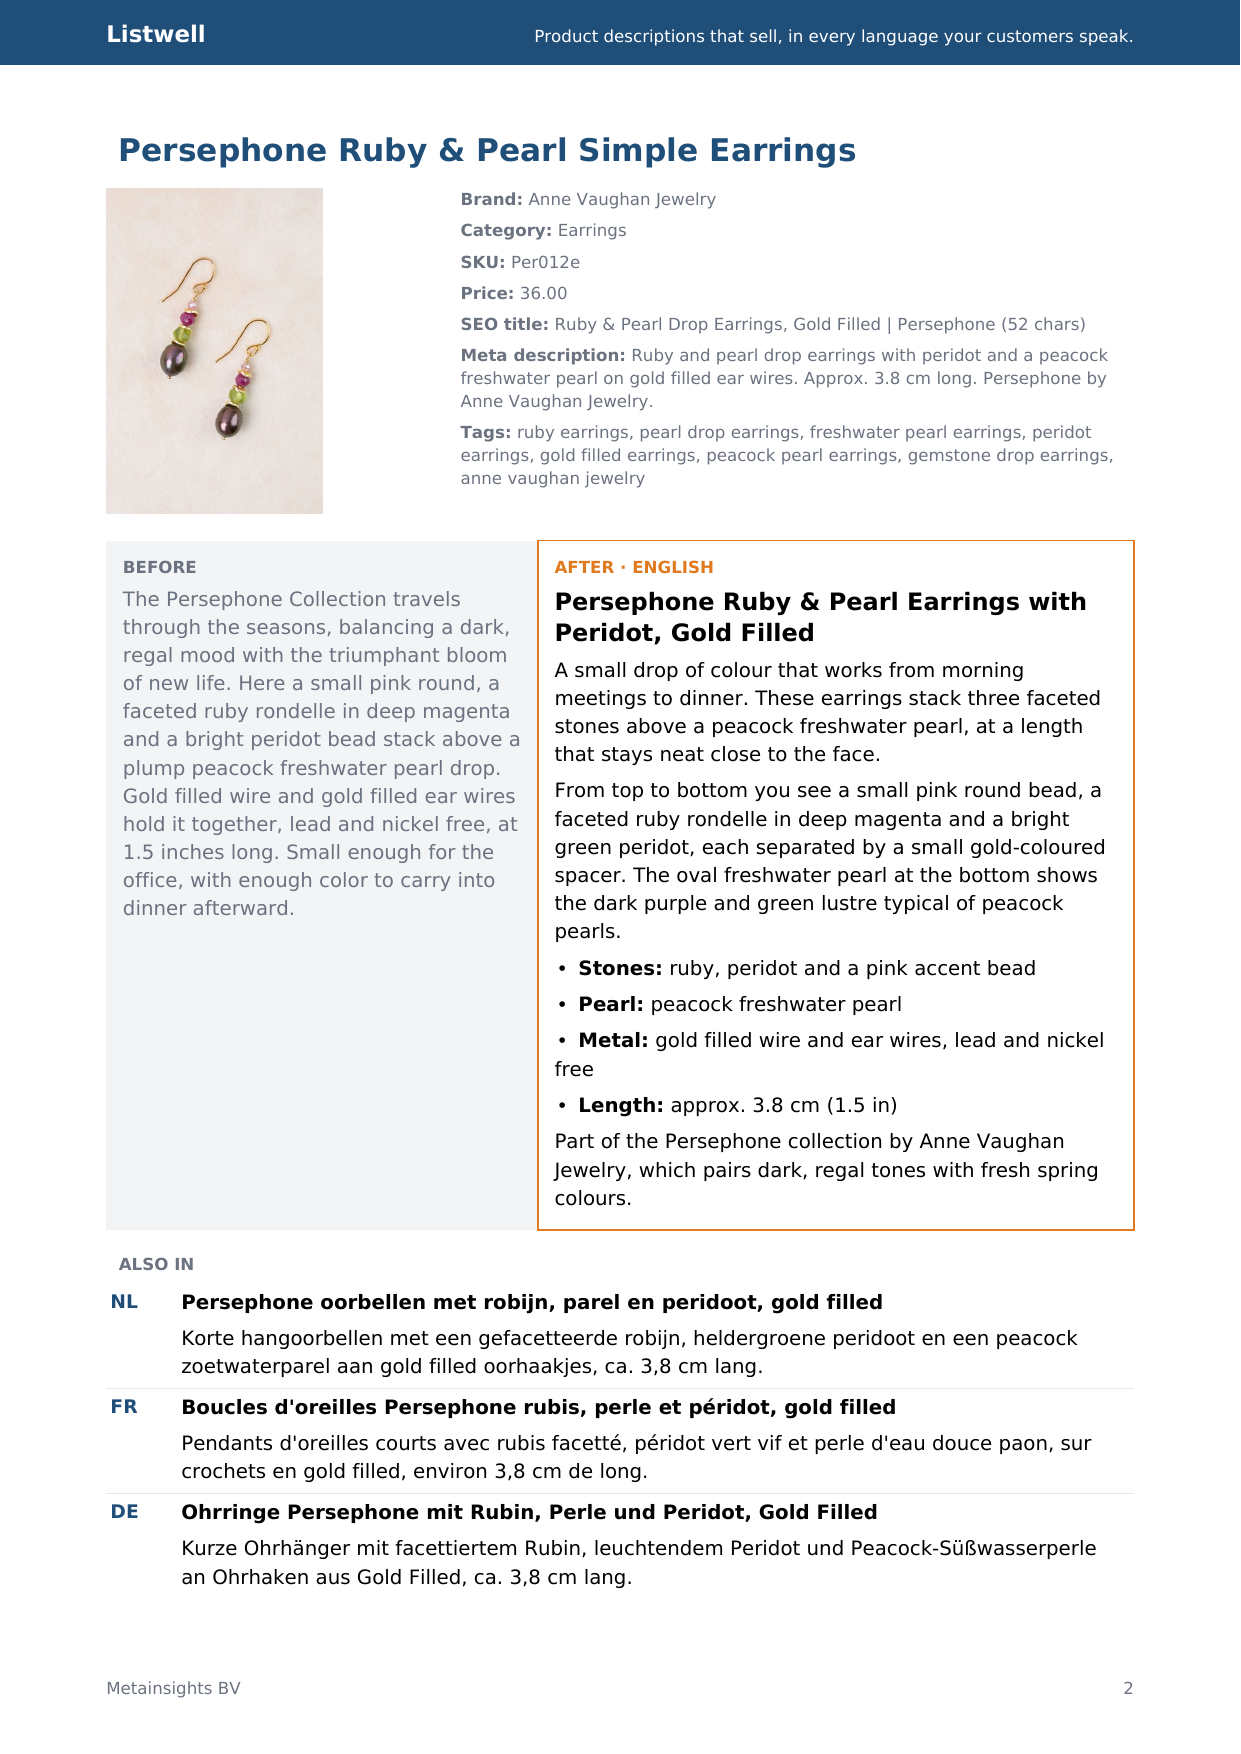 Listwell
Product descriptions that sell, in every language your customers speak.
Persephone Ruby & Pearl Simple Earrings
Brand: Anne Vaughan Jewelry
Category: Earrings
SKU: Per012e
Price: 36.00
SEO title: Ruby & Pearl Drop Earrings, Gold Filled | Persephone (52 chars)
Meta description: Ruby and pearl drop earrings with peridot and a peacock
freshwater pearl on gold filled ear wires. Approx. 3.8 cm long. Persephone by
Anne Vaughan Jewelry.
Tags: ruby earrings, pearl drop earrings, freshwater pearl earrings, peridot
earrings, gold filled earrings, peacock pearl earrings, gemstone drop earrings,
anne vaughan jewelry
BEFORE
The Persephone Collection travels
through the seasons, balancing a dark,
regal mood with the triumphant bloom
of new life. Here a small pink round, a
faceted ruby rondelle in deep magenta
and a bright peridot bead stack above a
plump peacock freshwater pearl drop.
Gold filled wire and gold filled ear wires
hold it together, lead and nickel free, at
1.5 inches long. Small enough for the
office, with enough color to carry into
dinner afterward.
AFTER · ENGLISH
Persephone Ruby & Pearl Earrings with
Peridot, Gold Filled
A small drop of colour that works from morning
meetings to dinner. These earrings stack three faceted
stones above a peacock freshwater pearl, at a length
that stays neat close to the face.
From top to bottom you see a small pink round bead, a
faceted ruby rondelle in deep magenta and a bright
green peridot, each separated by a small gold-coloured
spacer. The oval freshwater pearl at the bottom shows
the dark purple and green lustre typical of peacock
pearls.
• Stones: ruby, peridot and a pink accent bead
• Pearl: peacock freshwater pearl
• Metal: gold filled wire and ear wires, lead and nickel
free
• Length: approx. 3.8 cm (1.5 in)
Part of the Persephone collection by Anne Vaughan
Jewelry, which pairs dark, regal tones with fresh spring
colours.
ALSO IN
NL
Persephone oorbellen met robijn, parel en peridoot, gold filled
Korte hangoorbellen met een gefacetteerde robijn, heldergroene peridoot en een peacock
zoetwaterparel aan gold filled oorhaakjes, ca. 3,8 cm lang.
FR
Boucles d'oreilles Persephone rubis, perle et péridot, gold filled
Pendants d'oreilles courts avec rubis facetté, péridot vert vif et perle d'eau douce paon, sur
crochets en gold filled, environ 3,8 cm de long.
DE
Ohrringe Persephone mit Rubin, Perle und Peridot, Gold Filled
Kurze Ohrhänger mit facettiertem Rubin, leuchtendem Peridot und Peacock-Süßwasserperle
an Ohrhaken aus Gold Filled, ca. 3,8 cm lang.
Metainsights BV
2